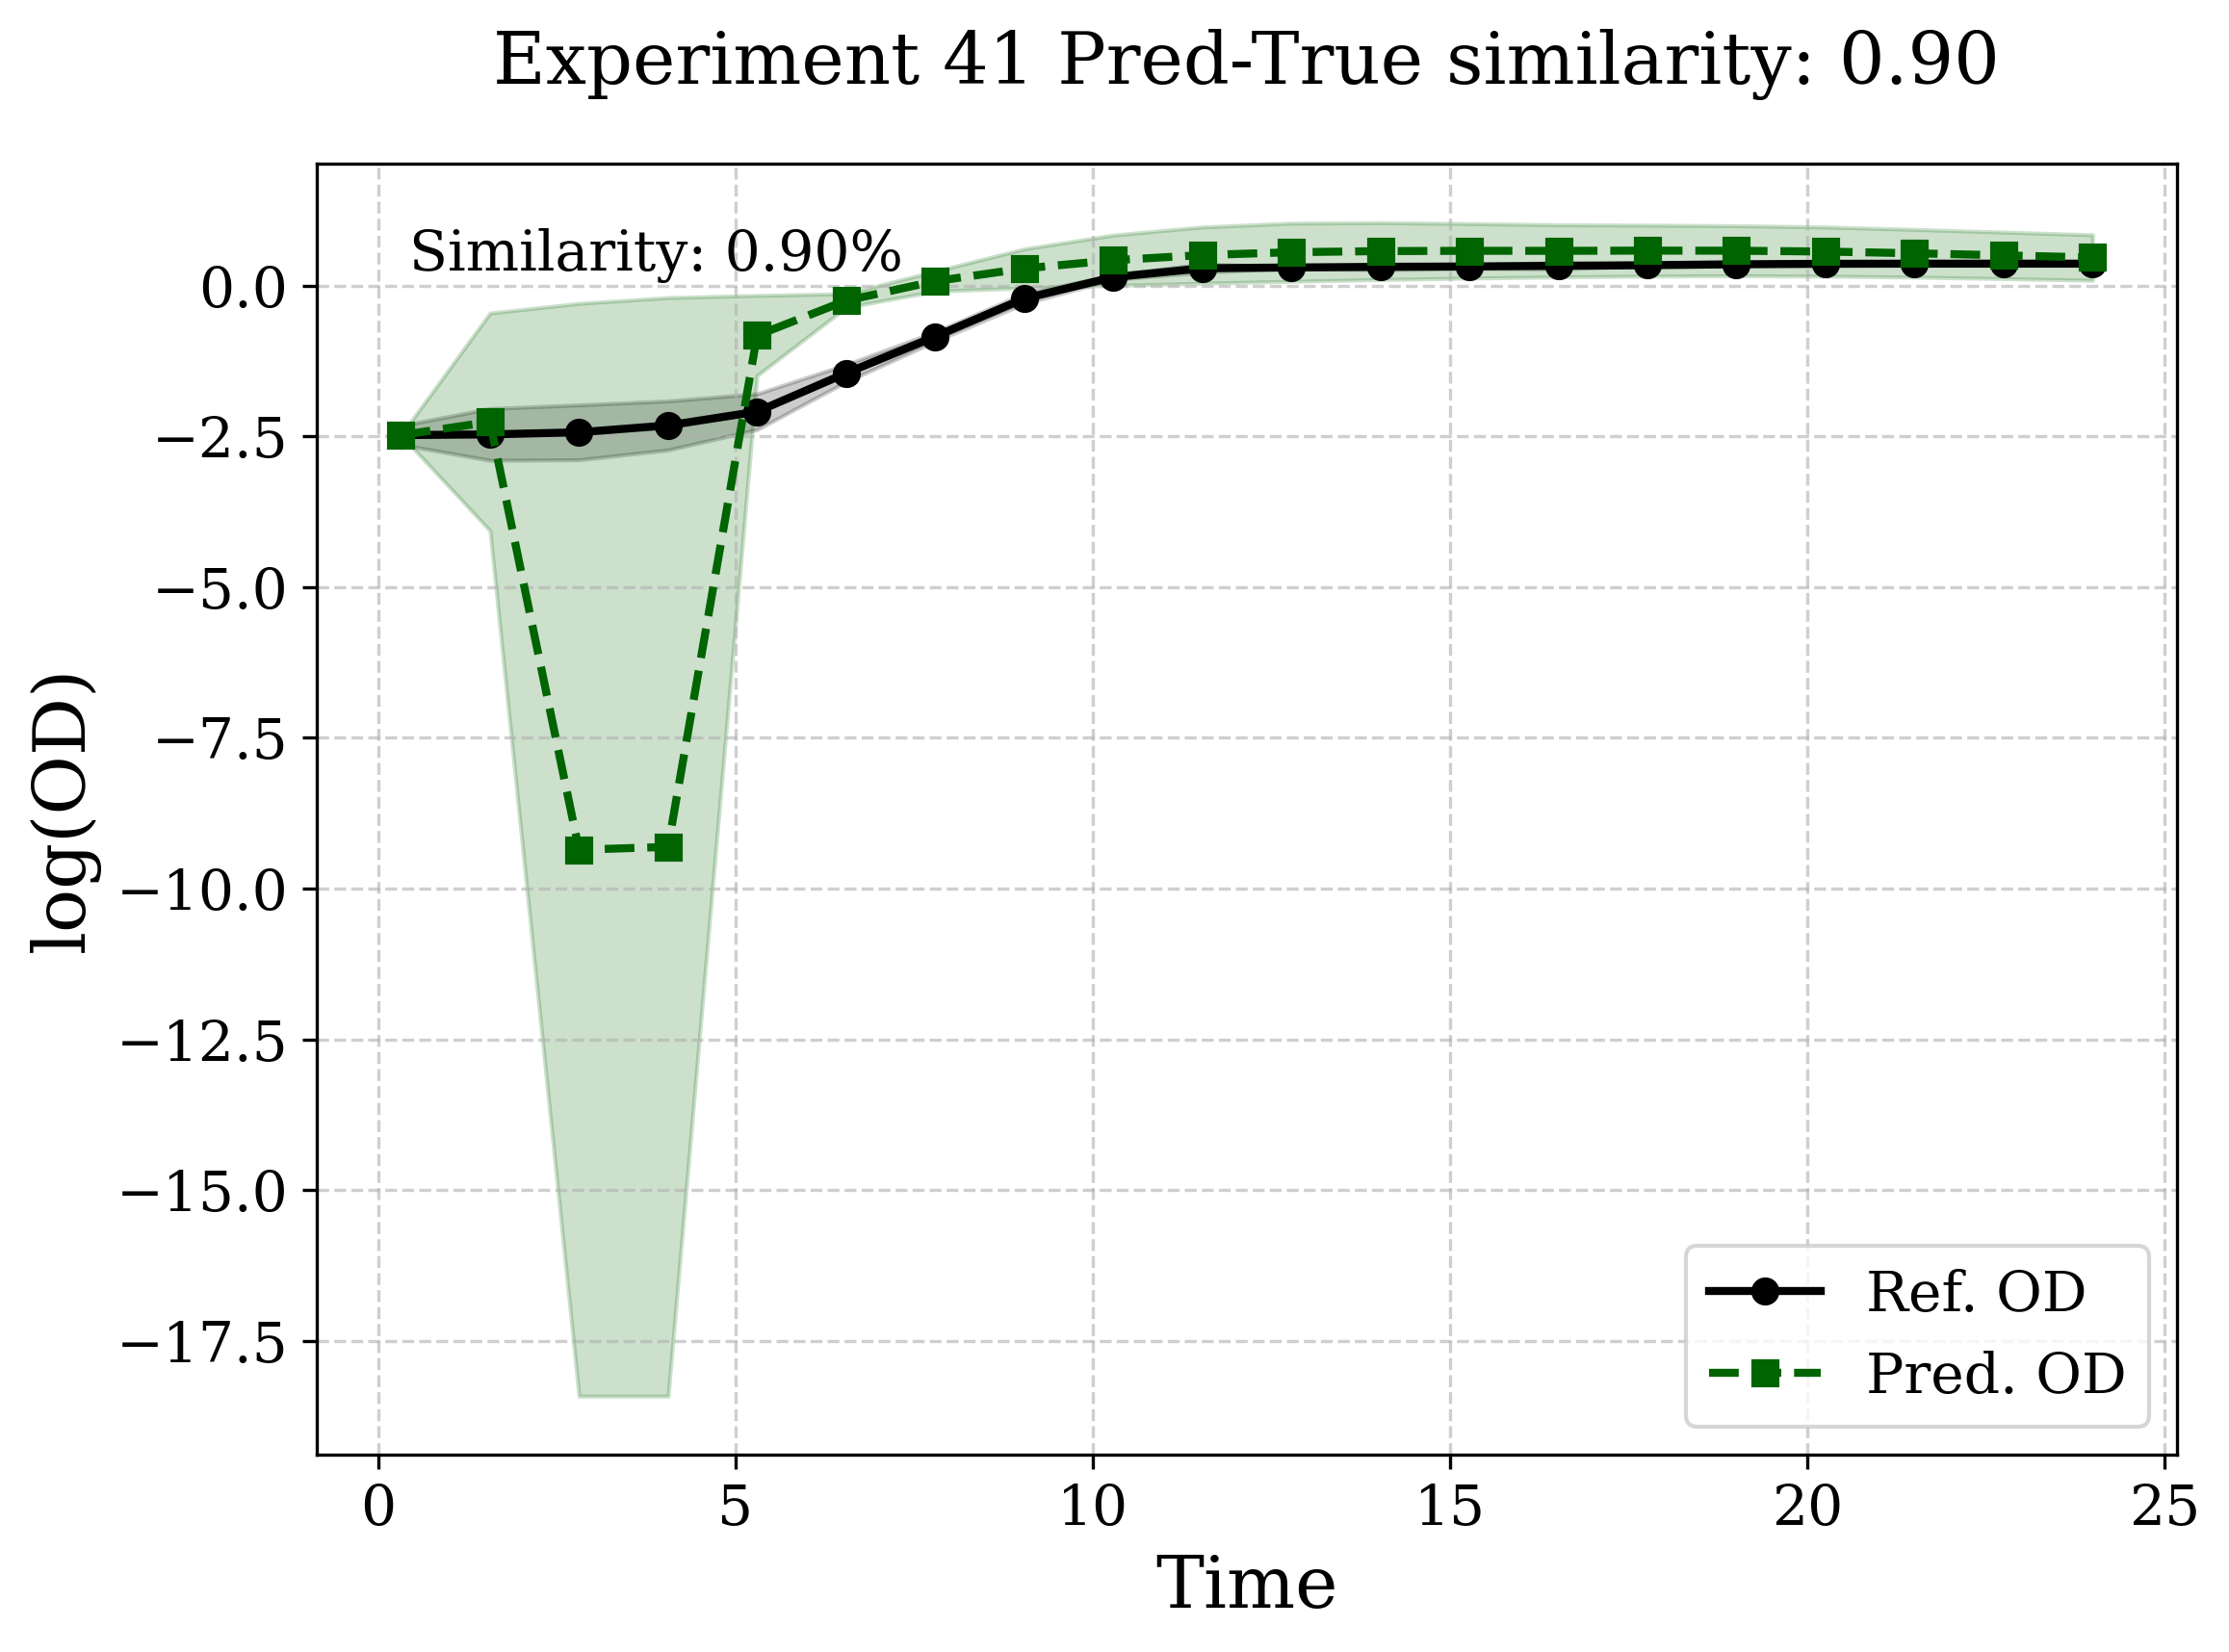 Experiment 41 Pred-True similarity: 0.90
Similarity: 0.90%
log(OD)
0.0
−2.5
−5.0
−7.5
−10.0
−12.5
−15.0
−17.5
Ref. OD
Pred. OD
0 5 10 15 20 25
Time